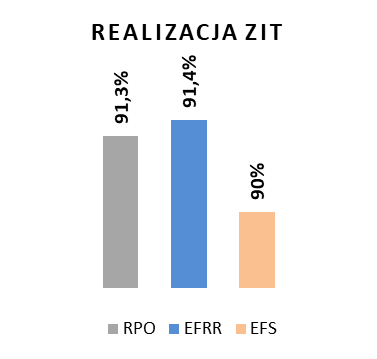 REALIZACJA ZIT
91,3%
91,4%
90%
RPO EFRR EFS